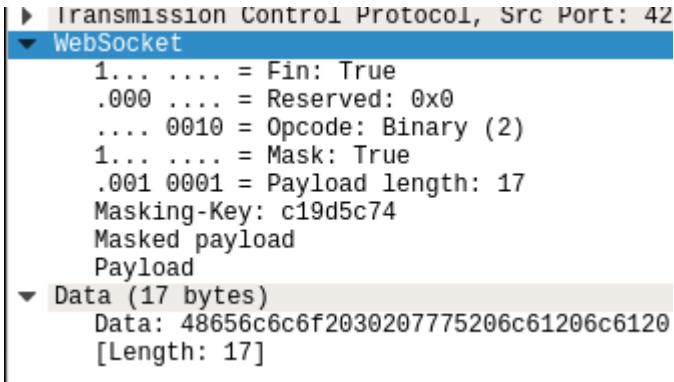 Transmission Control Protocol, Src Port: 42
WebSocket
1... .... = Fin: True
.000 .... = Reserved: 0x0
.... 0010 = Opcode: Binary (2)
1... .... = Mask: True
.001 0001 = Payload length: 17
Masking-Key: c19d5c74
Masked payload
Payload
Data (17 bytes)
Data: 48656c6c6f2030207775206c61206c6120
[Length: 17]